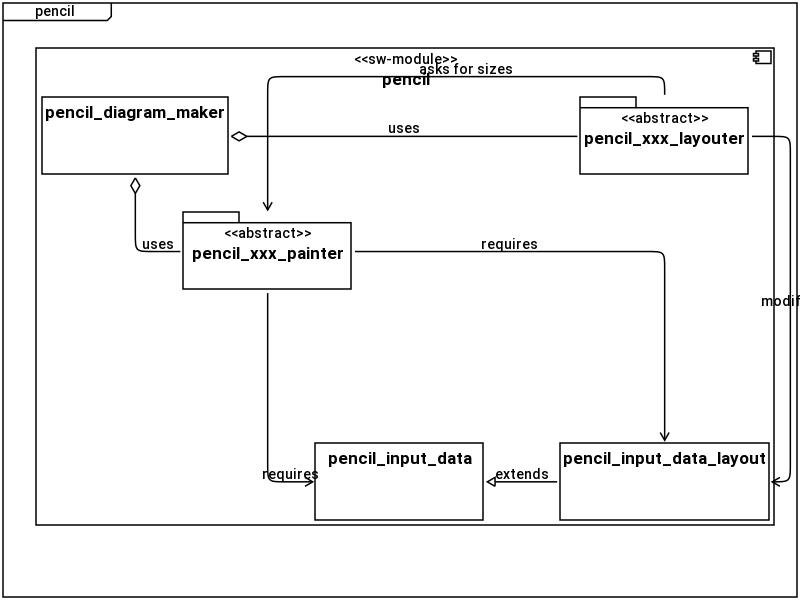 pencil
<<sw-module>>
asks for sizes
pencil
pencil_diagram_maker
<<abstract>>
pencil_xxx_layouter
uses
<<abstract>>
pencil_xxx_painter
uses
requires
modif
pencil_input_data
pencil_input_data_layout
requires
extends